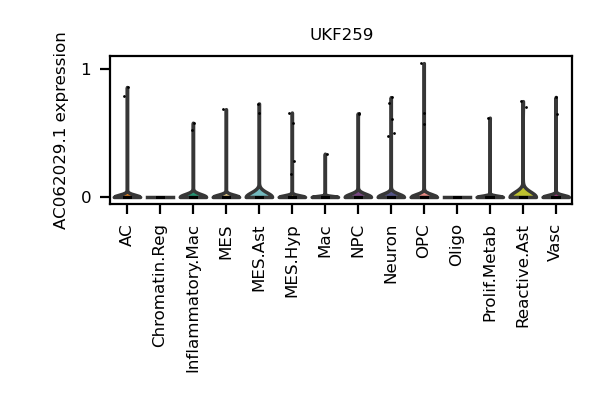 UKF259
AC062029.1 expression
1
0
AC
Chromatin.Reg
Inflammatory.Mac
MES
MES.Ast
MES.Hyp
Mac
NPC
Neuron
OPC
Oligo
Prolif.Metab
Reactive.Ast
Vasc